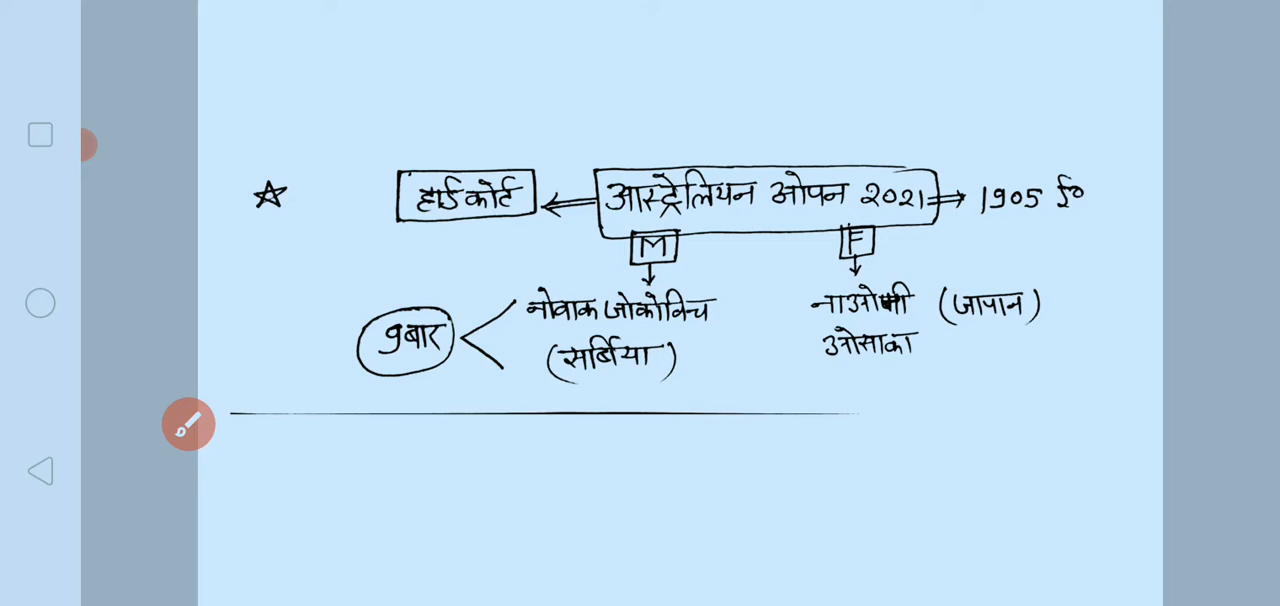 हार्डकोर्ट आस्ट्रेलियन ओपन 2021 1905 ई०
M F
9बार नोवाक जोकोविच नाओमी (जापान)
(सर्बिया) ओसाका